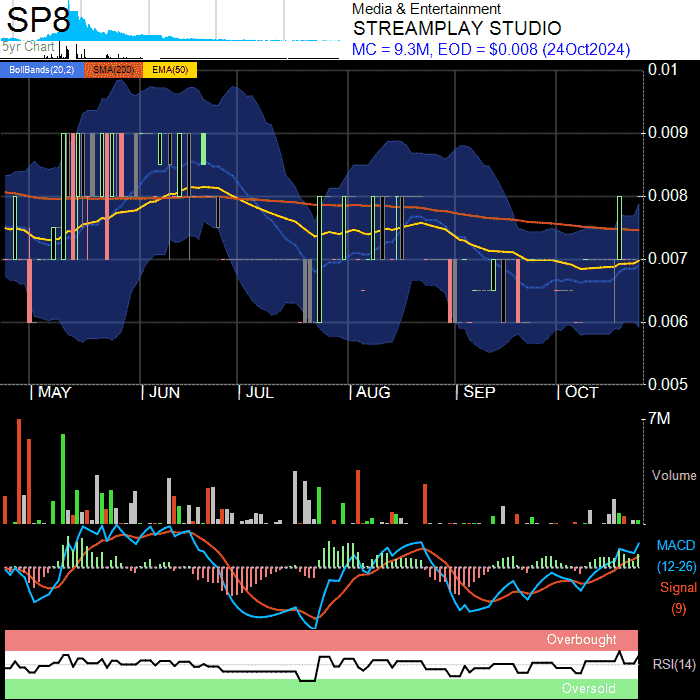 SP8
5yr Chart
Media & Entertainment
STREAMPLAY STUDIO
MC = 9.3M, EOD = $0.008 (24Oct2024)
BollBands(20,2) SMA(200) EMA(50)
0.01
0.009
0.008
0.007
0.006
0.005
MAY JUN JUL AUG SEP OCT
7M
Volume
MACD
(12-26)
Signal
(9)
Overbought
RSI(14)
Oversold